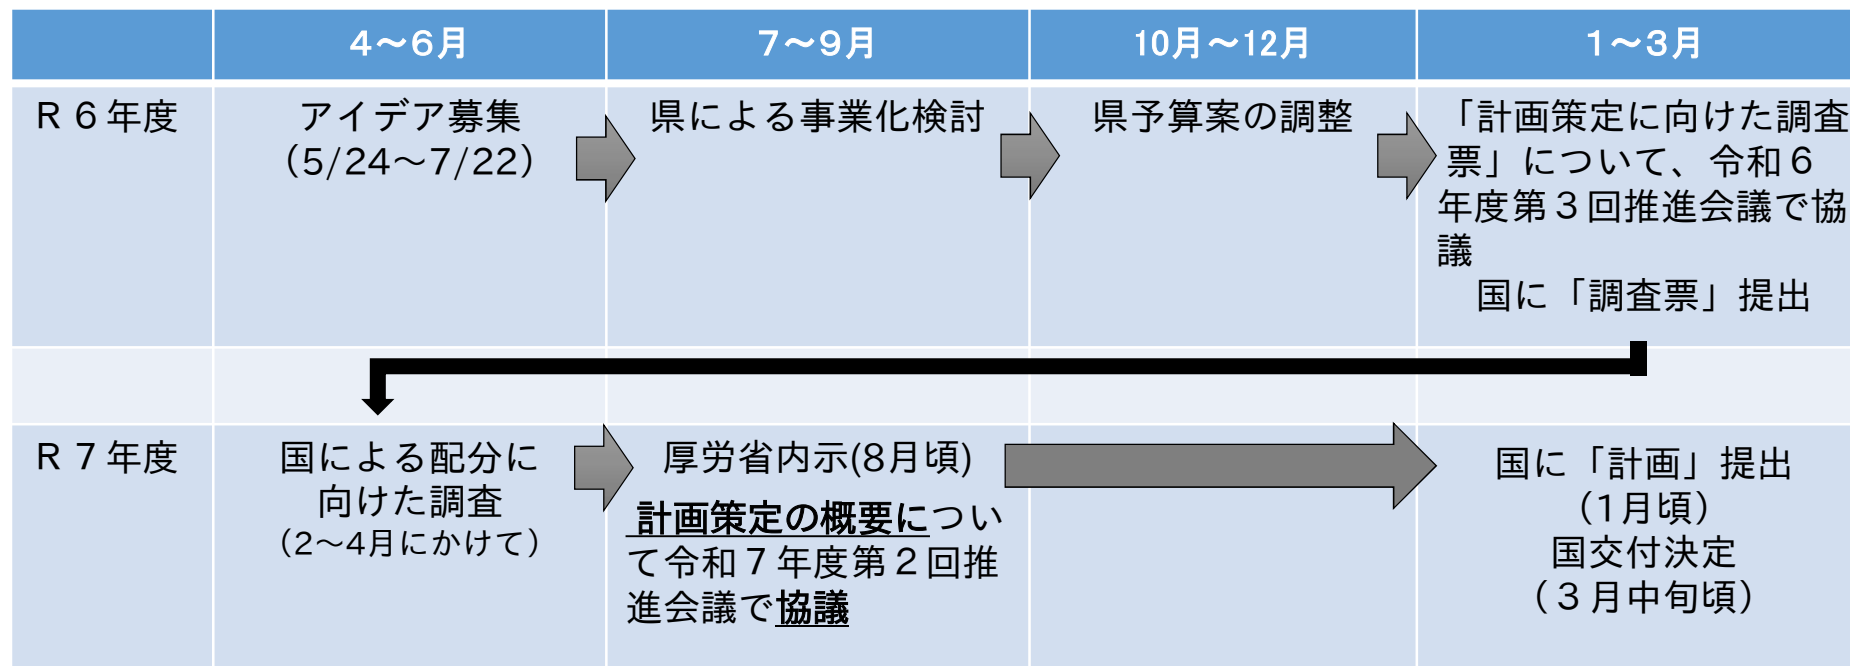 4～6月
7～9月
10月～12月
1～3月
R６年度
アイデア募集
（5/24～7/22）
県による事業化検討
県予算案の調整
「計画策定に向けた調査
票」について、令和６
年度第３回推進会議で協
議
国に「調査票」提出
R７年度
国による配分に
向けた調査
（2～4月にかけて）
厚労省内示(8月頃)
計画策定の概要につい
て令和７年度第２回推
進会議で協議
国に「計画」提出
（1月頃）
国交付決定
（３月中旬頃）